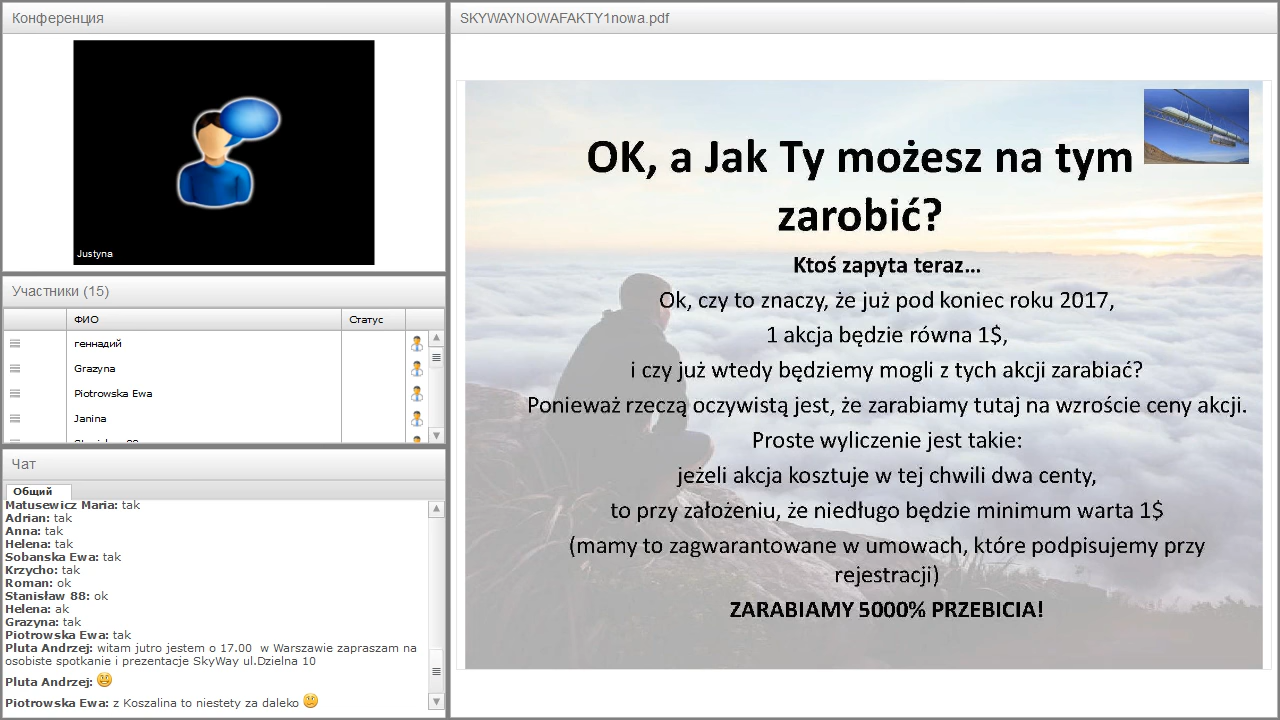 Конференция
Justyna
Участники (15)
ФИО
Статус
геннадий
Grazyna
Piotrowska Ewa
Janina
Чат
Общий
Matusewicz Maria: tak
Adrian: tak
Anna: tak
Helena: tak
Sobanska Ewa: tak
Krzycho: tak
Roman: ok
Stanisław 88: ok
Helena: ak
Grazyna: tak
Piotrowska Ewa: tak
Pluta Andrzej: witam jutro jestem o 17.00 w Warszawie zapraszam na
osobiste spotkanie i prezentacje SkyWay ul.Dzielna 10
Pluta Andrzej:
Piotrowska Ewa: z Koszalina to niestety za daleko
SKYWAYNOWAFAKTY1nowa.pdf
OK, a Jak Ty możesz na tym
zarobić?
Ktoś zapyta teraz...
Ok, czy to znaczy, że już pod koniec roku 2017,
1 akcja będzie równa 1$,
i czy już wtedy będziemy mogli z tych akcji zarabiać?
Ponieważ rzeczą oczywistą jest, że zarabiamy tutaj na wzroście ceny akcji.
Proste wyliczenie jest takie:
jeżeli akcja kosztuje w tej chwili dwa centy,
to przy założeniu, że niedługo będzie minimum warta 1$
(mamy to zagwarantowane w umowach, które podpisujemy przy
rejestracji)
ZARABIAMY 5000% PRZEBICIA!